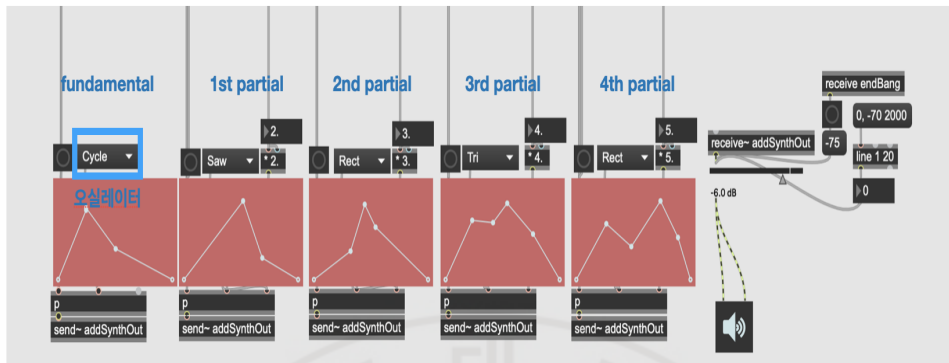 fundamental
1st partial
2nd partial
3rd partial
4th partial
receive endBang
2.
3.
4.
5.
0, -70 2000
Cycle
Saw
* 2.
Rect
* 3.
Tri
* 4.
Rect
* 5.
receive~ addSynthOut
-75
line 1 20
오실레이터
-6.0 dB
0
p
p
p
p
p
send~ addSynthOut
send~ addSynthOut
send~ addSynthOut
send~ addSynthOut
send~ addSynthOut